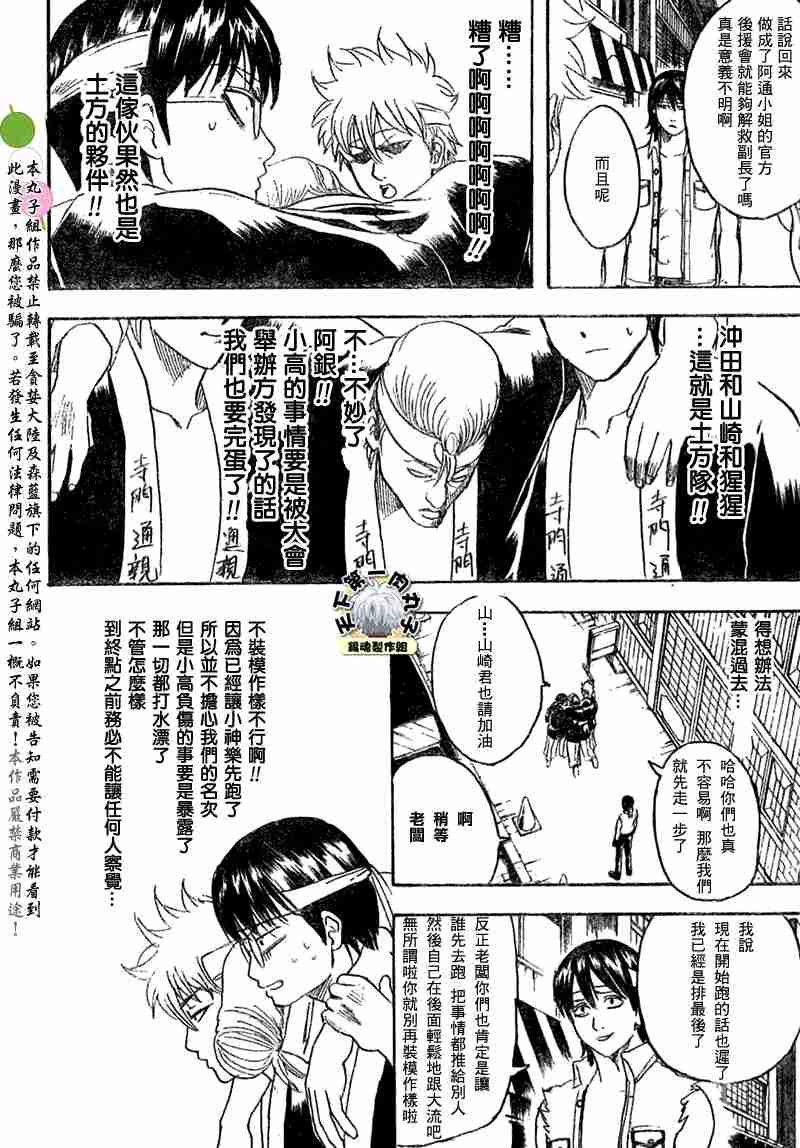 話說回來
做成了阿通小姐的官方
後援會就能夠解救副長了嗎
真是意義不明啊
而且呢
糟……
糟了啊啊啊啊啊啊啊!!
這傢伙果然也是
土方的夥伴!!
沖田和山崎和猩猩
…這就是土方隊!!
不…不妙了
阿銀!!
小高的事情要是被大會
舉辦方發現了的話
我們也要完蛋了!!
寺門通
寺門通
寺門通親
通親
得想辦法
蒙混過去…
山…山崎君也請加油
哈哈你們也真
不容易啊 那麼我們
就先走一步了
啊
稍等
老闆
不裝模作樣不行啊!!
因為已經讓小神樂先跑了
所以並不擔心我們的名次
但是小高負傷的事要是暴露了
那一切都打水漂了
不管怎麼樣
到終點之前務必不能讓任何人察覺…
我說
現在開始跑的話也遲了
我已經是排最後了
反正老闆你們也肯定是讓
誰先去跑 把事情都推給別人
然後自己在後面輕鬆地跟大流吧
無所謂啦你就別再裝模作樣啦
天下第一肉丸子
銀魂製作組
本丸子組作品禁止轉載至貪婪大陸及森藍旗下的任何網站。如果您被告知需要付款才能看到
此漫畫,那麼您被騙了。若發生任何法律問題,本丸子組一概不負責!本作品嚴禁商業用途!